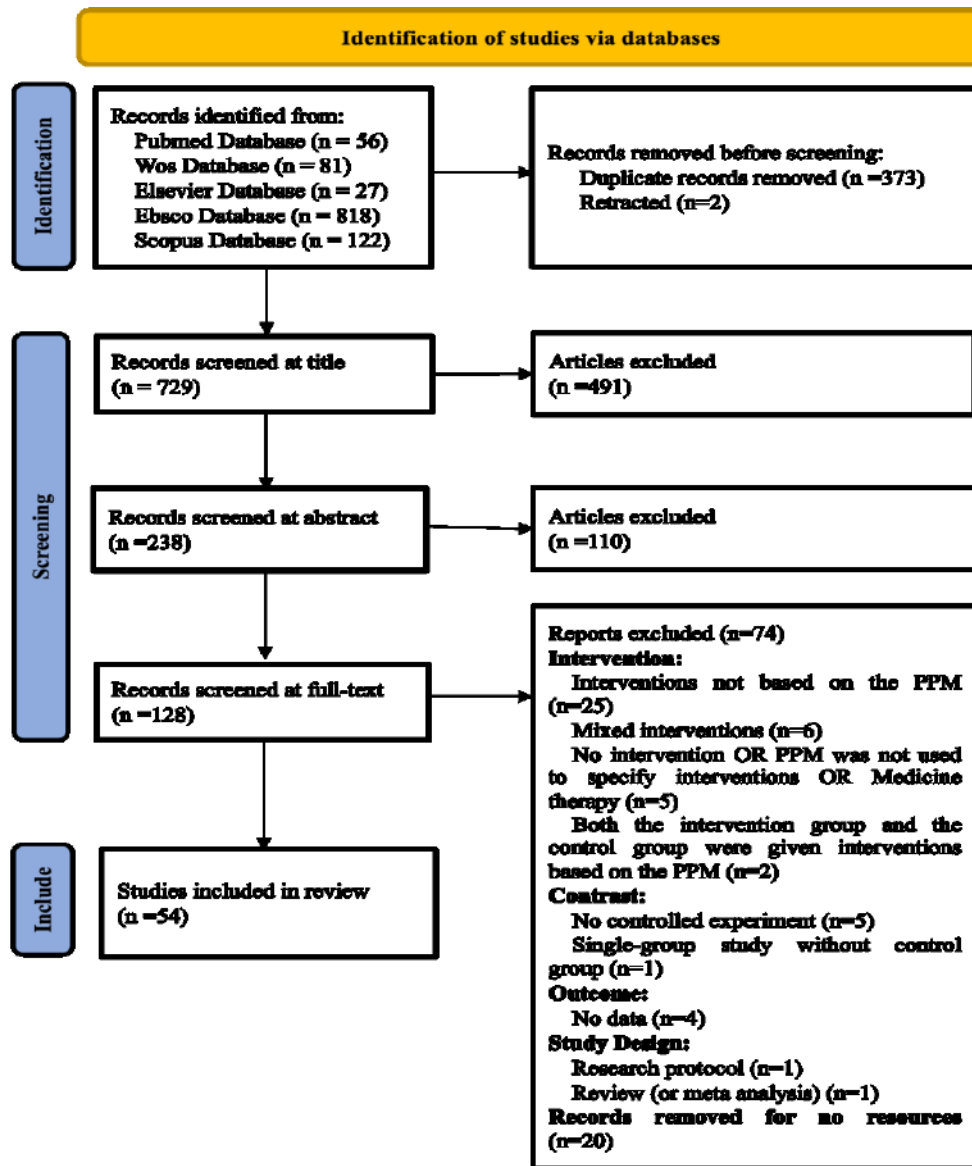 Identification of studies via databases
Identification
Records identified from:
Pubmed Database (n = 56)
Wos Database (n = 81)
Elsevier Database (n = 27)
Ebsco Database (n = 818)
Scopus Database (n = 122)
Records removed before screening:
Duplicate records removed (n =373)
Retracted (n=2)
Screening
Records screened at title
(n = 729)
Articles excluded
(n =491)
Records screened at abstract
(n =238)
Articles excluded
(n =110)
Records screened at full-text
(n =128)
Reports excluded (n=74)
Intervention:
Interventions not based on the PPM
(n=25)
Mixed interventions (n=6)
No intervention OR PPM was not used
to specify interventions OR Medicine
therapy (n=5)
Both the intervention group and the
control group were given interventions
based on the PPM (n=2)
Contrast:
No controlled experiment (n=5)
Single-group study without control
group (n=1)
Outcome:
No data (n=4)
Study Design:
Research protocol (n=1)
Review (or meta analysis) (n=1)
Records removed for no resources
(n=20)
Include
Studies included in review
(n =54)